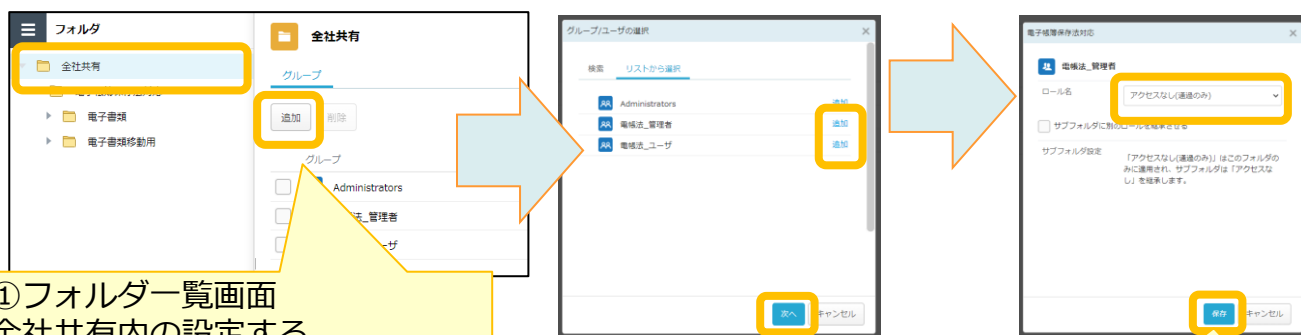 フォルダ
全社共有
電子書類
電子書類移動用
全社共有
グループ
追加
削除
グループ
Administrators
法_管理者
ーザ
①フォルダ一覧画面
全社共有内の設定する
グループ/ユーザの選択
検索
リストから選択
Administrators
追加
電帳法_管理者
追加
電帳法_ユーザ
追加
次へ
キャンセル
電子帳簿保存法対応
電帳法_管理者
ロール名
アクセスなし(通過のみ)
サブフォルダに別のロールを継承させる
サブフォルダ設定
「アクセスなし(通過のみ)」はこのフォルダの
みに適用され、サブフォルダは「アクセスな
し」を継承します。
保存
キャンセル